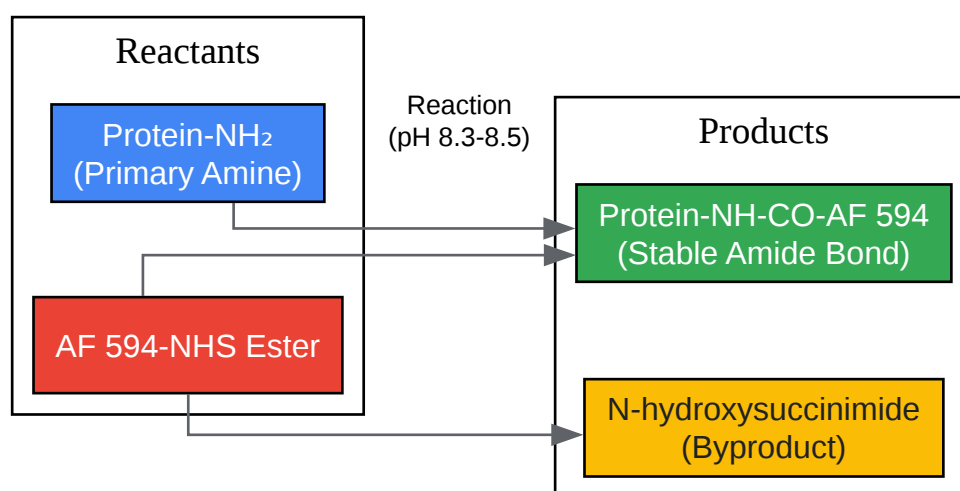 Reactants
Protein-NH₂
(Primary Amine)
AF 594-NHS Ester
Reaction
(pH 8.3-8.5)
Products
Protein-NH-CO-AF 594
(Stable Amide Bond)
N-hydroxysuccinimide
(Byproduct)